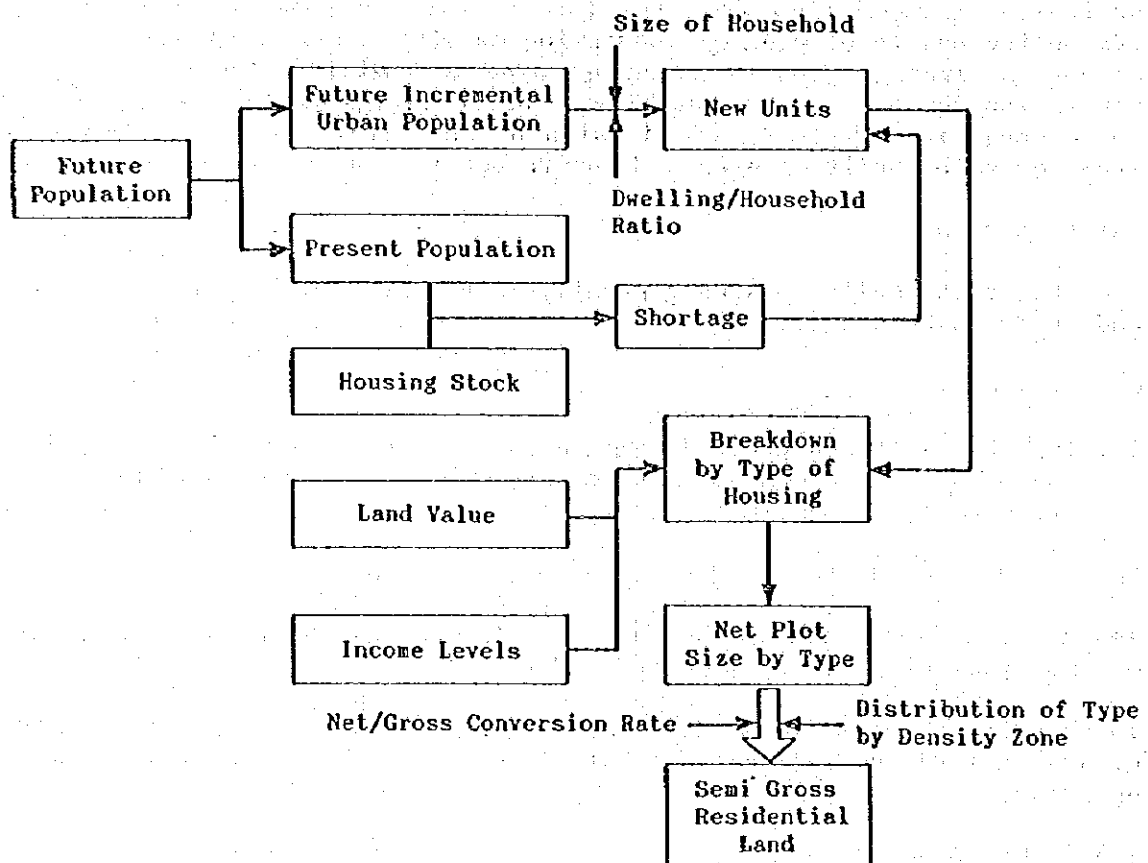 Size of Household
Future Incremental
Urban Population
New Units
Future
Population
Dwelling/Household
Ratio
Present Population
Shortage
Housing Stock
Breakdown
by Type of
Housing
Land Value
Income Levels
Net Plot
Size by Type
Net/Gross Conversion Rate
Distribution of Type
by Density Zone
Semi Gross
Residential
Land